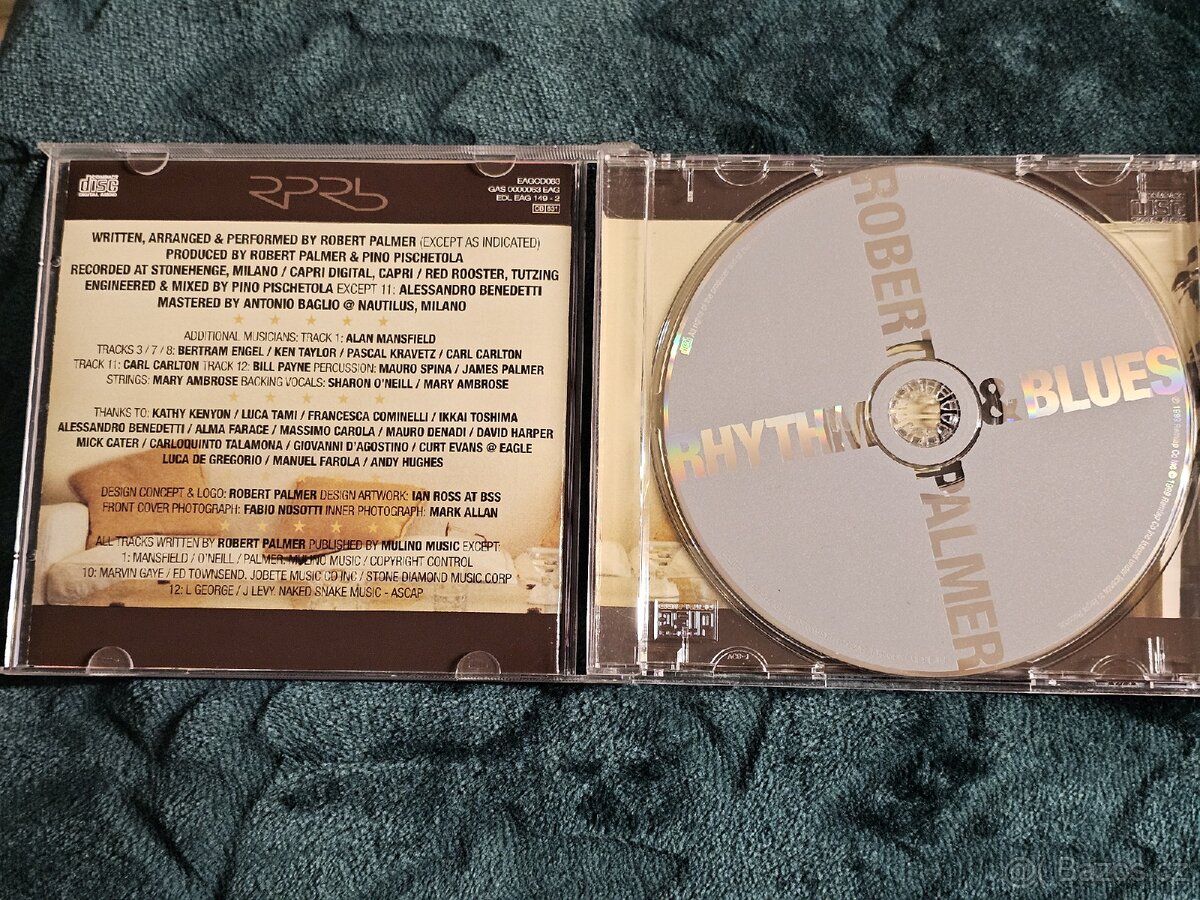 COMPACT
disc
DIGITAL AUDIO
RPRb
EAGCD083
GAS 0000083 EAG
EDL EAG 149 - 2
WRITTEN, ARRANGED & PERFORMED BY ROBERT PALMER (EXCEPT AS INDICATED)
PRODUCED BY ROBERT PALMER & PINO PISCHETOLA
RECORDED AT STONEHENGE, MILANO / CAPRI DIGITAL, CAPRI / RED ROOSTER, TUTZING
ENGINEERED & MIXED BY PINO PISCHETOLA EXCEPT 11: ALESSANDRO BENEDETTI
MASTERED BY ANTONIO BAGLIO @ NAUTILUS, MILANO
ADDITIONAL MUSICIANS: TRACK 1: ALAN MANSFIELD
TRACKS 3 / 7 / 8: BERTRAM ENGEL / KEN TAYLOR / PASCAL KRAVETZ / CARL CARLTON
TRACK 11: CARL CARLTON TRACK 12: BILL PAYNE PERCUSSION: MAURO SPINA / JAMES PALMER
STRINGS: MARY AMBROSE BACKING VOCALS: SHARON O'NEILL / MARY AMBROSE
THANKS TO: KATHY KENYON / LUCA TAMI / FRANCESCA COMINELLI / IKKAI TOSHIMA
ALESSANDRO BENEDETTI / ALMA FARACE / MASSIMO CAROLA / MAURO DENADI / DAVID HARPER
MICK CATER / CARLOQUINTO TALAMONA / GIOVANNI D'AGOSTINO / CURT EVANS @ EAGLE
LUCA DE GREGORIO / MANUEL FAROLA / ANDY HUGHES
DESIGN CONCEPT & LOGO: ROBERT PALMER DESIGN ARTWORK: IAN ROSS AT BSS
FRONT COVER PHOTOGRAPH: FABIO NOSOTTI INNER PHOTOGRAPH: MARK ALLAN
ALL TRACKS WRITTEN BY ROBERT PALMER PUBLISHED BY MULINO MUSIC EXCEPT:
1: MANSFIELD / O'NEILL / PALMER, MULINO MUSIC / COPYRIGHT CONTROL
10: MARVIN GAYE / ED TOWNSEND. JOBETE MUSIC CO INC / STONE DIAMOND MUSIC CORP
12: L GEORGE / J LEVY. NAKED SNAKE MUSIC - ASCAP
ROBERT PALMER
RHYTHM & BLUES
Bazos.cz